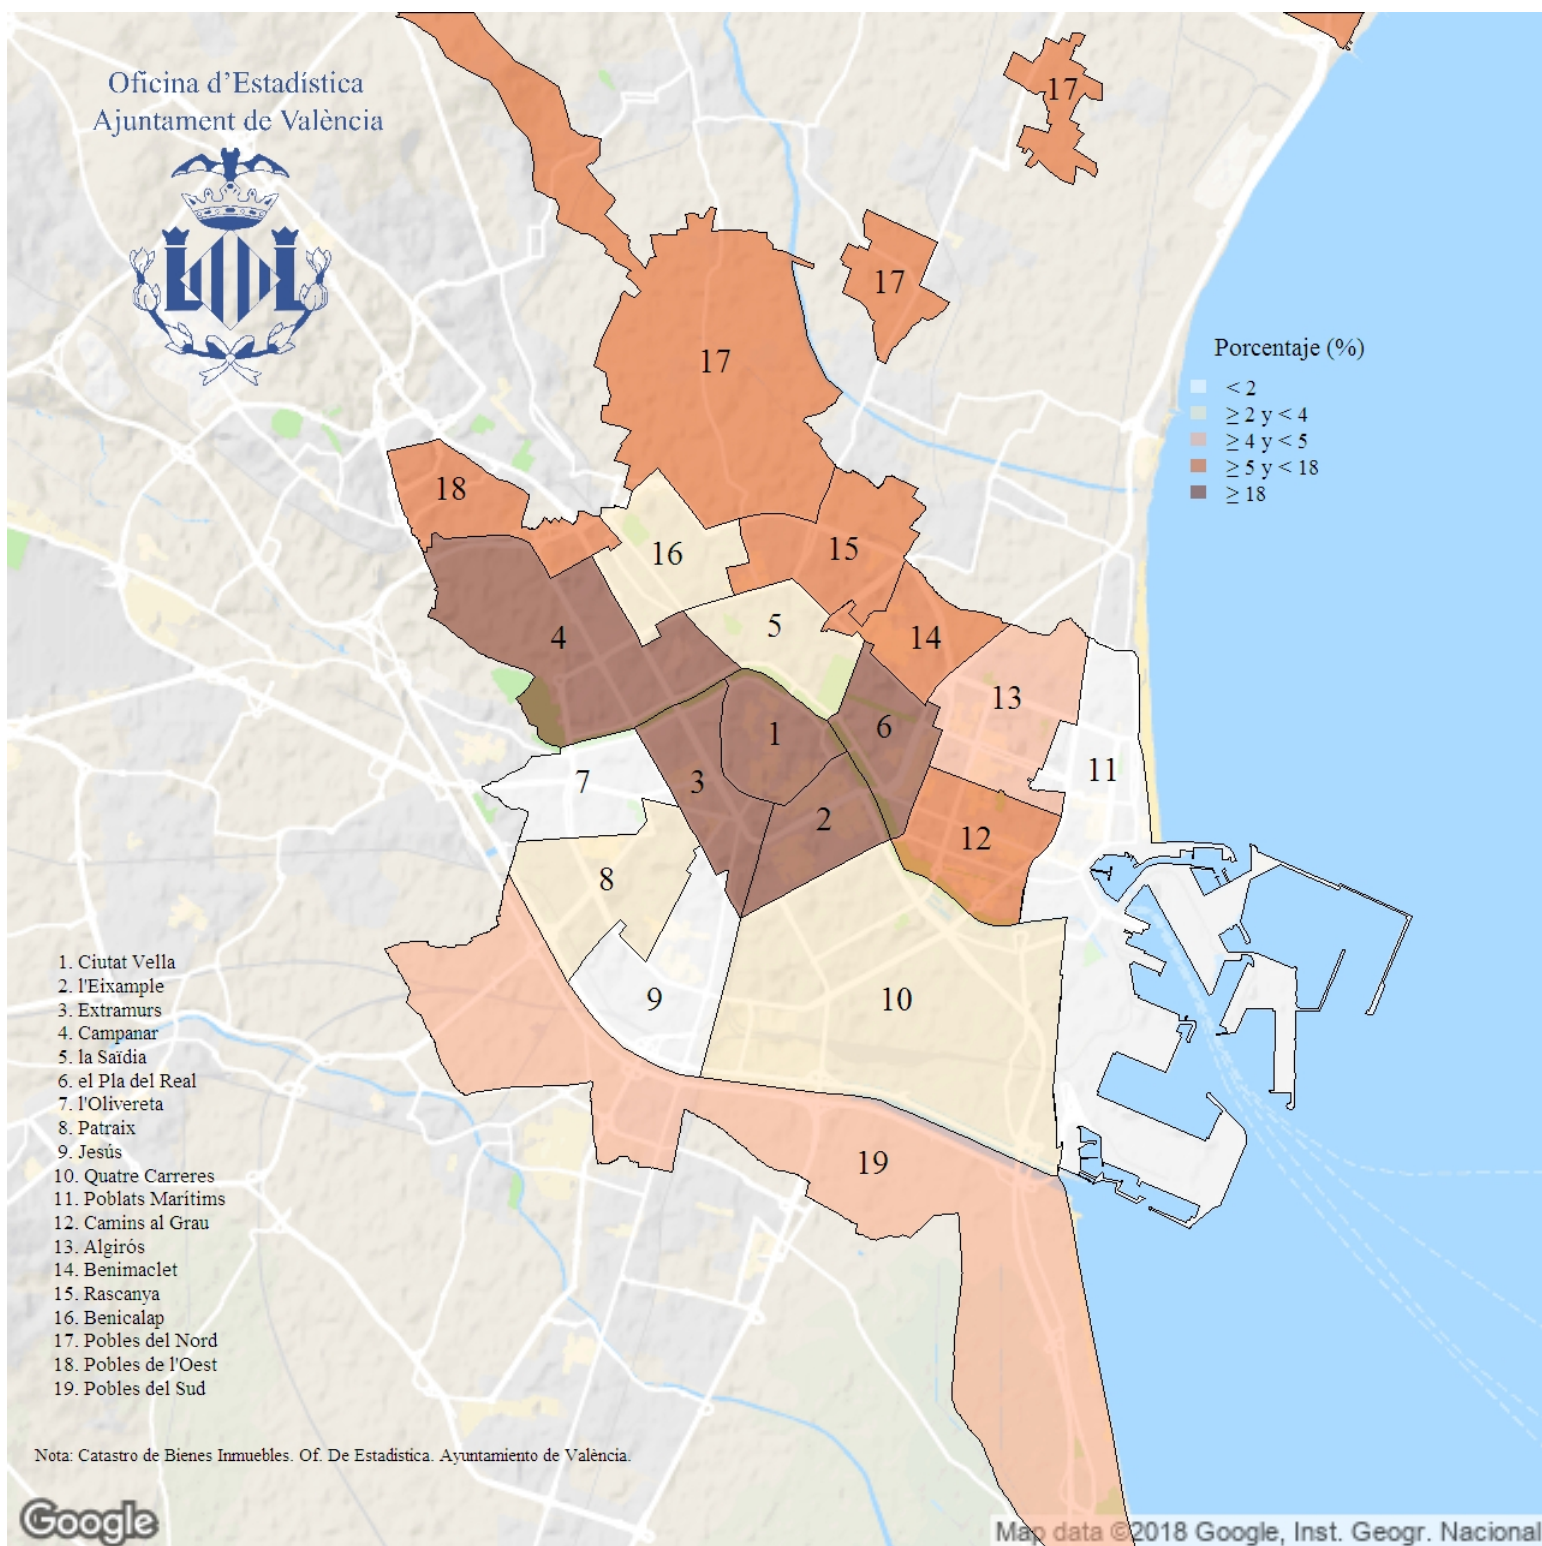 Oficina d'Estadística
Ajuntament de València
17
17
17
Porcentaje (%)
< 2
≥ 2 y < 4
≥ 4 y < 5
≥ 5 y < 18
≥ 18
18
16
15
4
5
14
13
6
1
11
7
3
2
12
8
9
10
19
1. Ciutat Vella
2. l'Eixample
3. Extramurs
4. Campanar
5. la Saïdia
6. el Pla del Real
7. l'Olivereta
8. Patraix
9. Jesús
10. Quatre Carreres
11. Poblats Marítims
12. Camins al Grau
13. Algirós
14. Benimaclet
15. Rascanya
16. Benicalap
17. Pobles del Nord
18. Pobles de l'Oest
19. Pobles del Sud
Nota: Catastro de Bienes Inmuebles. Of. De Estadística. Ayuntamiento de València.
Google
Map data ©2018 Google, Inst. Geogr. Nacional